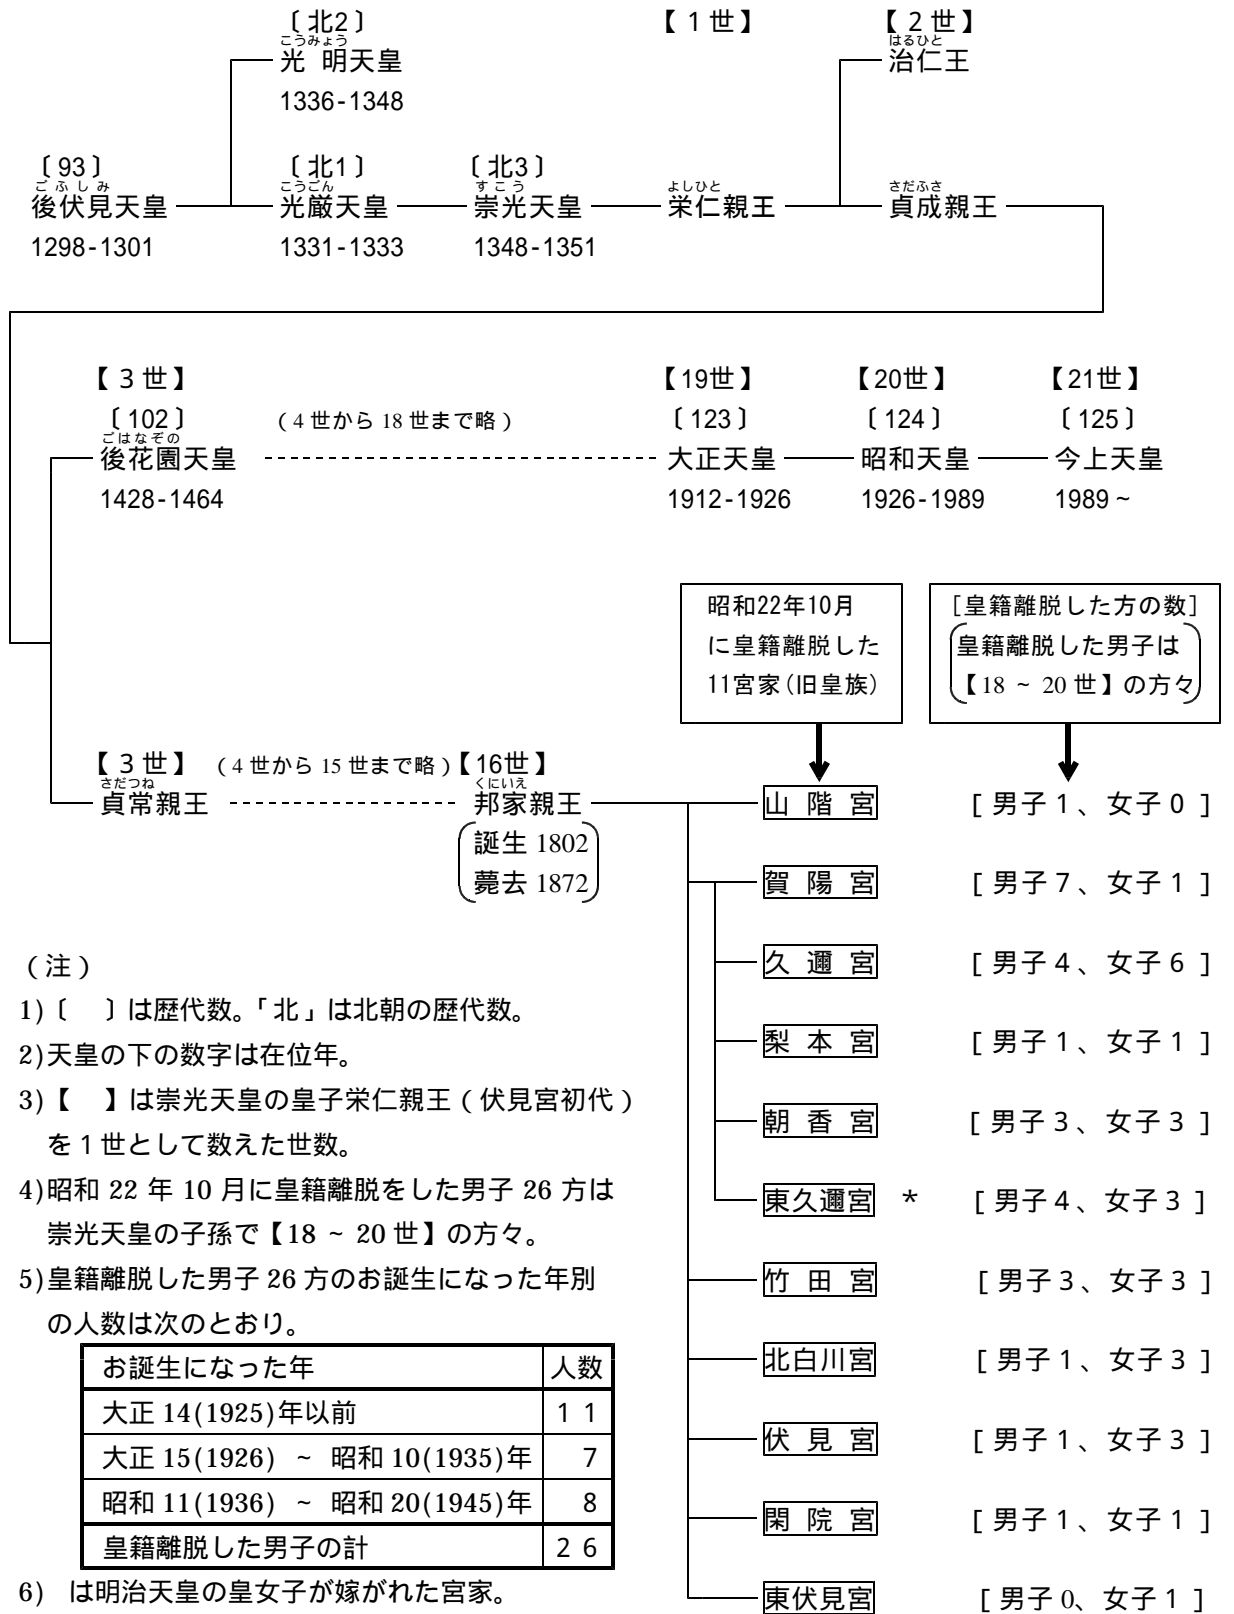 〔北2〕 【1世】 【2世】
こうみょう はるひと
光明天皇 治仁王
1336-1348
〔93〕 〔北1〕 〔北3〕
ごふしみ こうごん すこう よしひと さだふさ
後伏見天皇 光厳天皇 崇光天皇 栄仁親王 貞成親王
1298-1301 1331-1333 1348-1351
【3世】 【19世】 【20世】 【21世】
〔102〕 (4世から18世まで略) 〔123〕 〔124〕 〔125〕
ごはなぞの
後花園天皇 大正天皇 昭和天皇 今上天皇
1428-1464 1912-1926 1926-1989 1989~
昭和22年10月
に皇籍離脱した
11宮家(旧皇族)
[皇籍離脱した方の数]
皇籍離脱した男子は
【18 ~ 20世】の方々
【3世】 (4世から15世まで略)【16世】
さだつね くにいえ
貞常親王 邦家親王
誕生 1802
薨去 1872
山階宮 [男子1、女子0]
賀陽宮 [男子7、女子1]
久邇宮 [男子4、女子6]
梨本宮 [男子1、女子1]
朝香宮 [男子3、女子3]
東久邇宮 * [男子4、女子3]
竹田宮 [男子3、女子3]
北白川宮 [男子1、女子3]
伏見宮 [男子1、女子3]
閑院宮 [男子1、女子1]
東伏見宮 [男子0、女子1]
(注)
1)〔 〕は歴代数。「北」は北朝の歴代数。
2)天皇の下の数字は在位年。
3)【 】は崇光天皇の皇子栄仁親王(伏見宮初代)
を1世として数えた世数。
4)昭和22年10月に皇籍離脱をした男子26方は
崇光天皇の子孫で【18 ~ 20世】の方々。
5)皇籍離脱した男子26方のお誕生になった年別
の人数は次のとおり。
お誕生になった年 人数
大正14(1925)年以前 11
大正15(1926) ~ 昭和10(1935)年 7
昭和11(1936) ~ 昭和20(1945)年 8
皇籍離脱した男子の計 26
6) は明治天皇の皇女子が嫁がれた宮家。